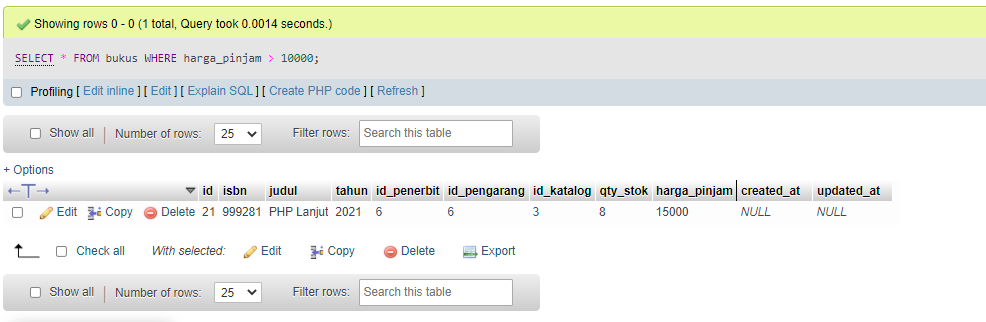 Showing rows 0 - 0 (1 total, Query took 0.0014 seconds.)
SELECT * FROM bukus WHERE harga_pinjam > 10000;
Profiling [ Edit inline ] [ Edit ] [ Explain SQL ] [ Create PHP code ] [ Refresh ]
Show all | Number of rows: 25 Filter rows: Search this table
+ Options
←T→ id isbn judul tahun id_penerbit id_pengarang id_katalog qty_stok harga_pinjam created_at updated_at
Edit Copy Delete 21 999281 PHP Lanjut 2021 6 6 3 8 15000 NULL NULL
Check all With selected: Edit Copy Delete Export
Show all | Number of rows: 25 Filter rows: Search this table